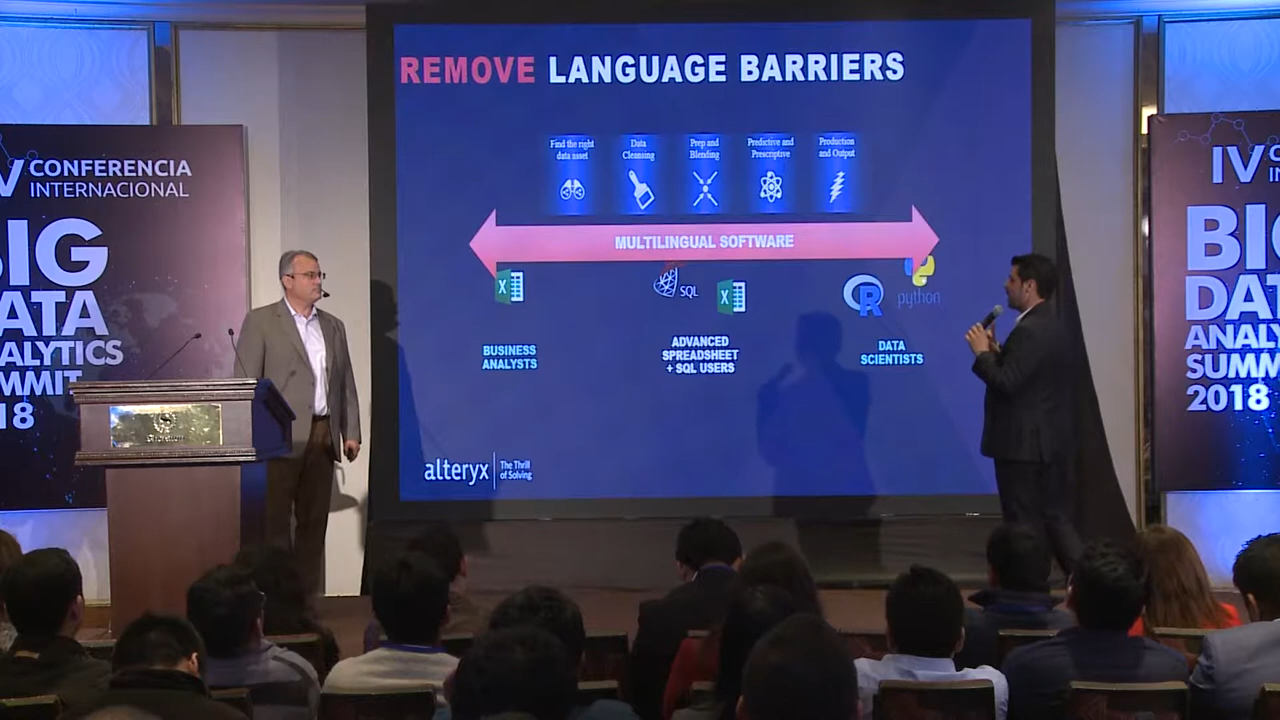 REMOVE LANGUAGE BARRIERS
Find the right
data asset
Data
Cleansing
Prep and
Blending
Predictive and
Prescriptive
Production
and Output
MULTILINGUAL SOFTWARE
X
SQL
X
R
python
BUSINESS
ANALYSTS
ADVANCED
SPREADSHEET
+ SQL USERS
DATA
SCIENTISTS
alteryx
The Thrill
of Solving
V CONFERENCIA
INTERNACIONAL
BIG
DATA
ANALYTICS
SUMMIT
18
Sheraton
IV
BIG
DATA
ANALY
SUMM
2018